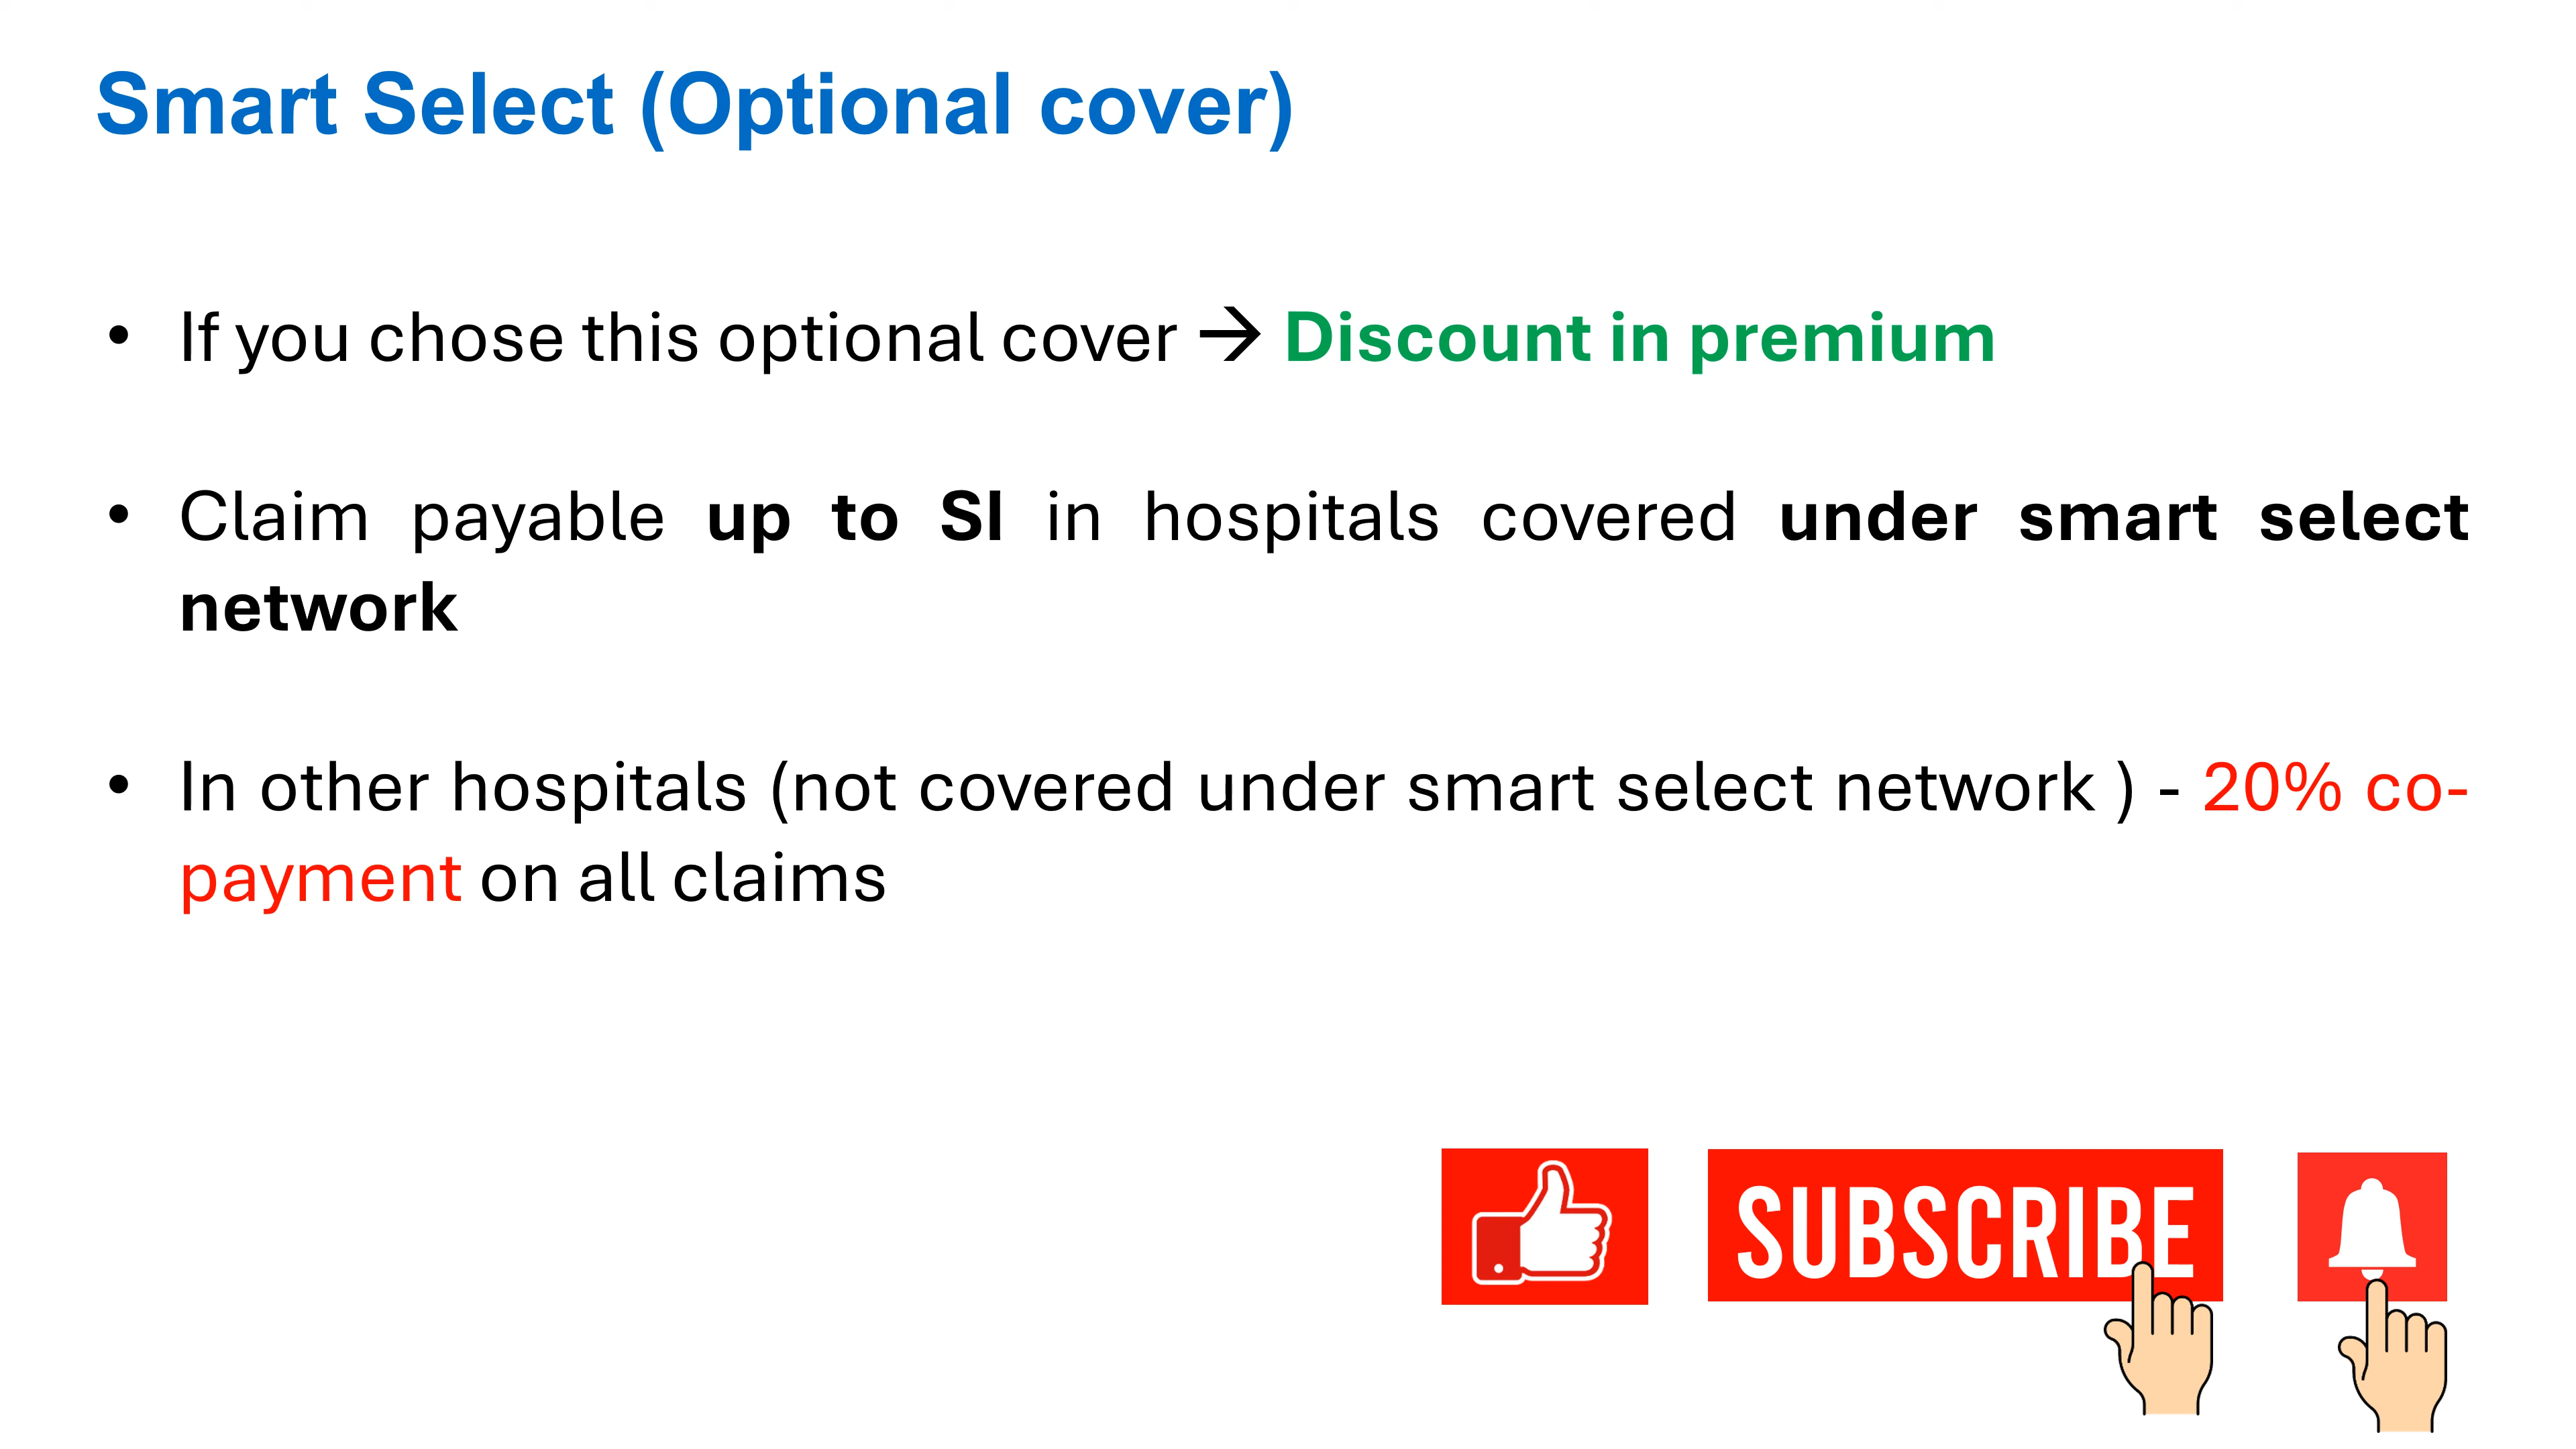 Smart Select (Optional cover)
• If you chose this optional cover → Discount in premium
• Claim payable up to SI in hospitals covered under smart select
network
• In other hospitals (not covered under smart select network ) - 20% co-
payment on all claims
SUBSCRIBE